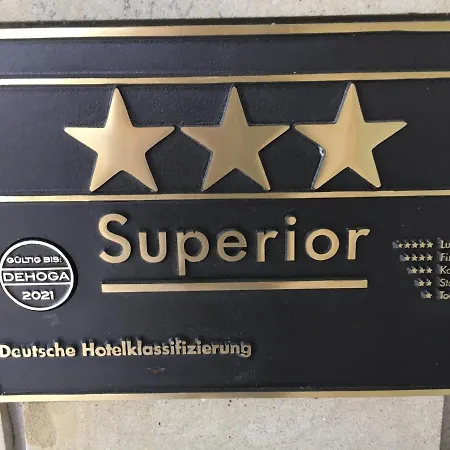 Superior
GÜLTIG BIS:
DEHOGA
2021
Deutsche Hotelklassifizierung